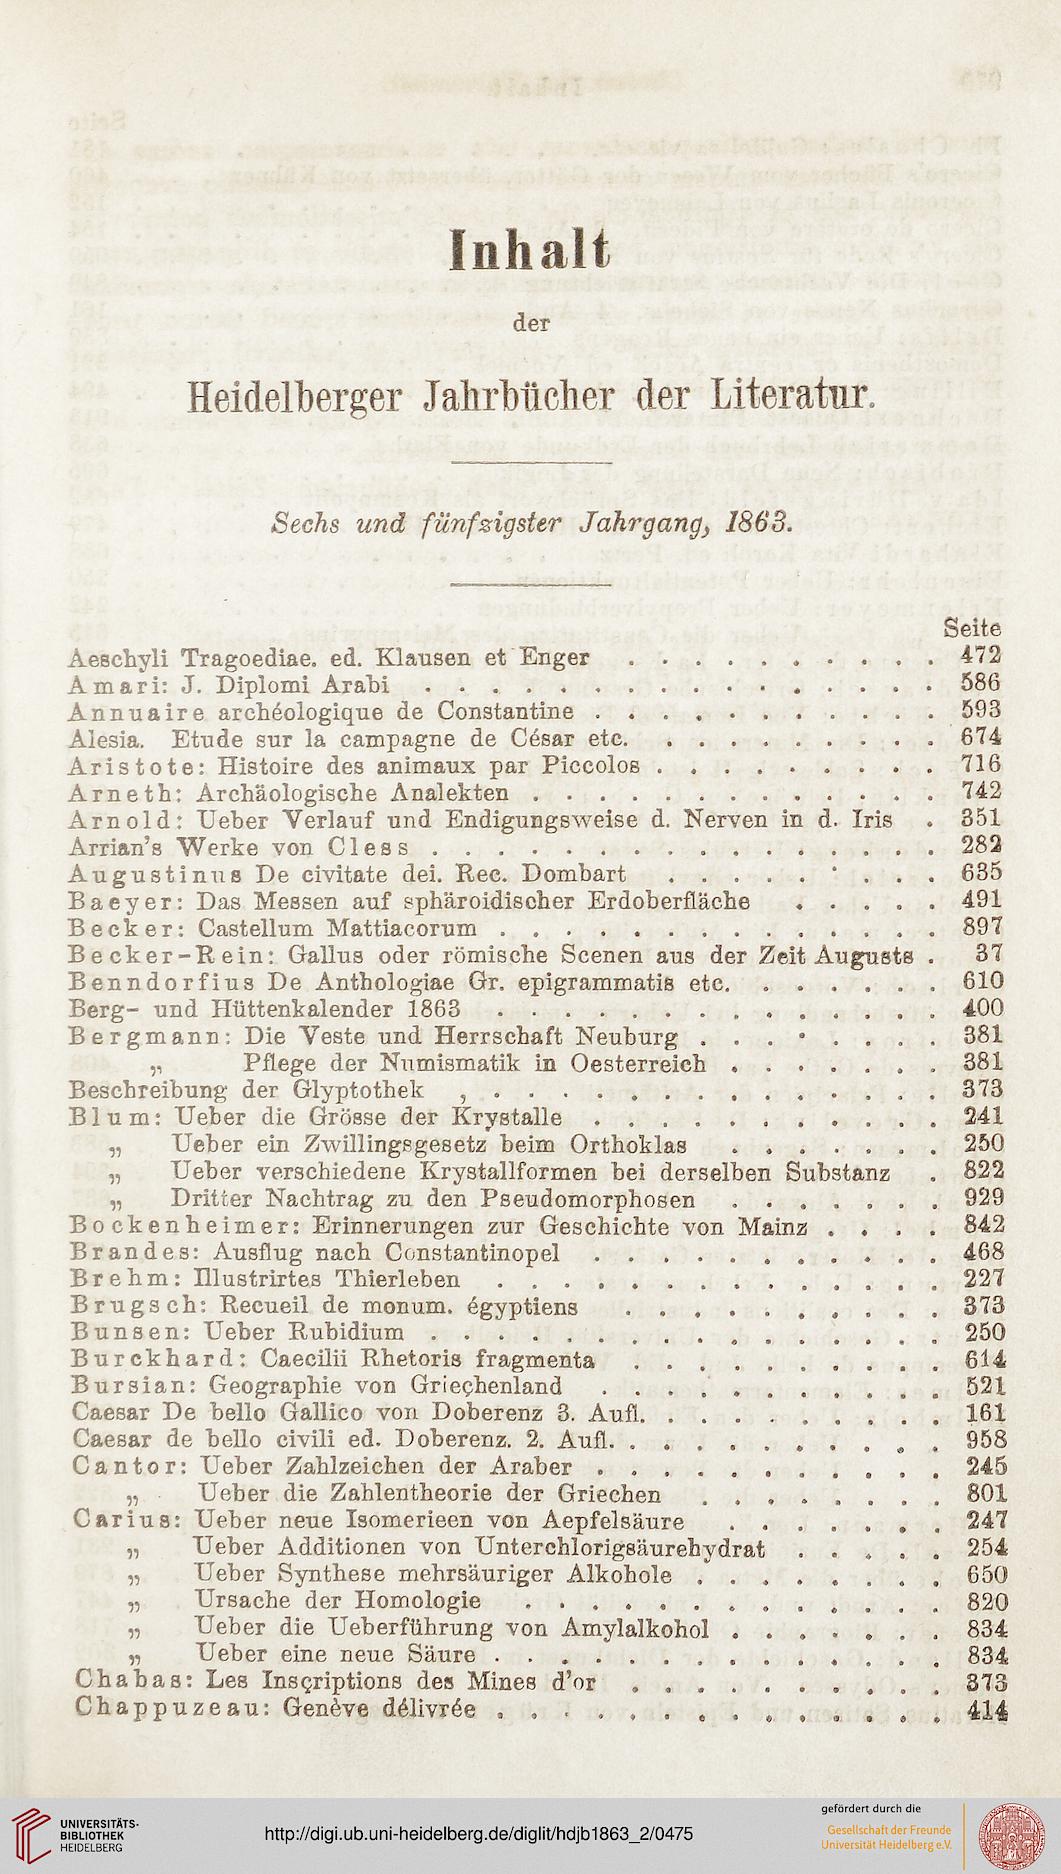 Inhalt
der
Heidelberger Jahrbücher der Literatur.
Sechs und fünfzigster Jahrgang, 1863.
Seite
Aeschyli Tragoediae. ed. Klausen et Enger . . . . . . . . . . 472
Amari: J. Diplomi Arabi . . . . . . . . . . . . . . . . 586
Annuaire archéologique de Constantine . . . . . . . . . . . 593
Alesia. Etude sur la campagne de César etc. . . . . . . . . . 674
Aristote: Histoire des animaux par Piccolos . . . . . . . . . 716
Arneth: Archäologische Analekten . . . . . . . . . . . . . 742
Arnold: Ueber Verlauf und Endigungsweise d. Nerven in d. Iris . 351
Arrian's Werke von Cless . . . . . . . . . . . . . . . . 282
Augustinus De civitate dei. Rec. Dombart . . . . . . . . . 635
Baeyer: Das Messen auf sphäroidischer Erdoberfläche . . . . . 491
Becker: Castellum Mattiacorum . . . . . . . . . . . . . . 897
Becker-Rein: Gallus oder römische Scenen aus der Zeit Augusts . 37
Benndorfius De Anthologiae Gr. epigrammatis etc. . . . . . . 610
Berg- und Hüttenkalender 1863 . . . . . . . . . . . . . . 400
Bergmann: Die Veste und Herrschaft Neuburg . . . . . . . . 381
„ Pflege der Numismatik in Oesterreich . . . . . . . 381
Beschreibung der Glyptothek , . . . . . . . . . . . . . . 373
Blum: Ueber die Grösse der Krystalle . . . . . . . . . . . 241
„ Ueber ein Zwillingsgesetz beim Orthoklas . . . . . . . 250
„ Ueber verschiedene Krystallformen bei derselben Substanz . 822
„ Dritter Nachtrag zu den Pseudomorphosen . . . . . . . 929
Bockenheimer: Erinnerungen zur Geschichte von Mainz . . . . 842
Brandes: Ausflug nach Constantinopel . . . . . . . . . . . 468
Brehm: Illustrirtes Thierleben . . . . . . . . . . . . . . 227
Brugsch: Recueil de monum. égyptiens . . . . . . . . . . 373
Bunsen: Ueber Rubidium . . . . . . . . . . . . . . . . 250
Burckhard: Caecilii Rhetoris fragmenta . . . . . . . . . . 614
Bursian: Geographie von Grieçhenland . . . . . . . . . . . 521
Caesar De bello Gallico von Doberenz 3. Aufl. . . . . . . . . . 161
Caesar de bello civili ed. Doberenz. 2. Aufl. . . . . . . . . . . 958
Cantor: Ueber Zahlzeichen der Araber . . . . . . . . . . . 245
„ Ueber die Zahlentheorie der Griechen . . . . . . . . 801
Carius: Ueber neue Isomerieen von Aepfelsäure . . . . . . . 247
„ Ueber Additionen von Unterchlorigsäurehydrat . . . . . 254
„ Ueber Synthese mehrsäuriger Alkohole . . . . . . . . 650
„ Ursache der Homologie . . . . . . . . . . . . . 820
„ Ueber die Ueberführung von Amylalkohol . . . . . . . 834
„ Ueber eine neue Säure . . . . . . . . . . . . . . 834
Chabas: Les Insçriptions des Mines d'or . . . . . . . . . . 373
Chappuzeau: Genève délivrée . . . . . . . . . . . . . . 414
UNIVERSITÄTS-
BIBLIOTHEK
HEIDELBERG
http://digi.ub.uni-heidelberg.de/diglit/hdjb1863_2/0475
gefördert durch die
Gesellschaft der Freunde
Universität Heidelberg e.V.